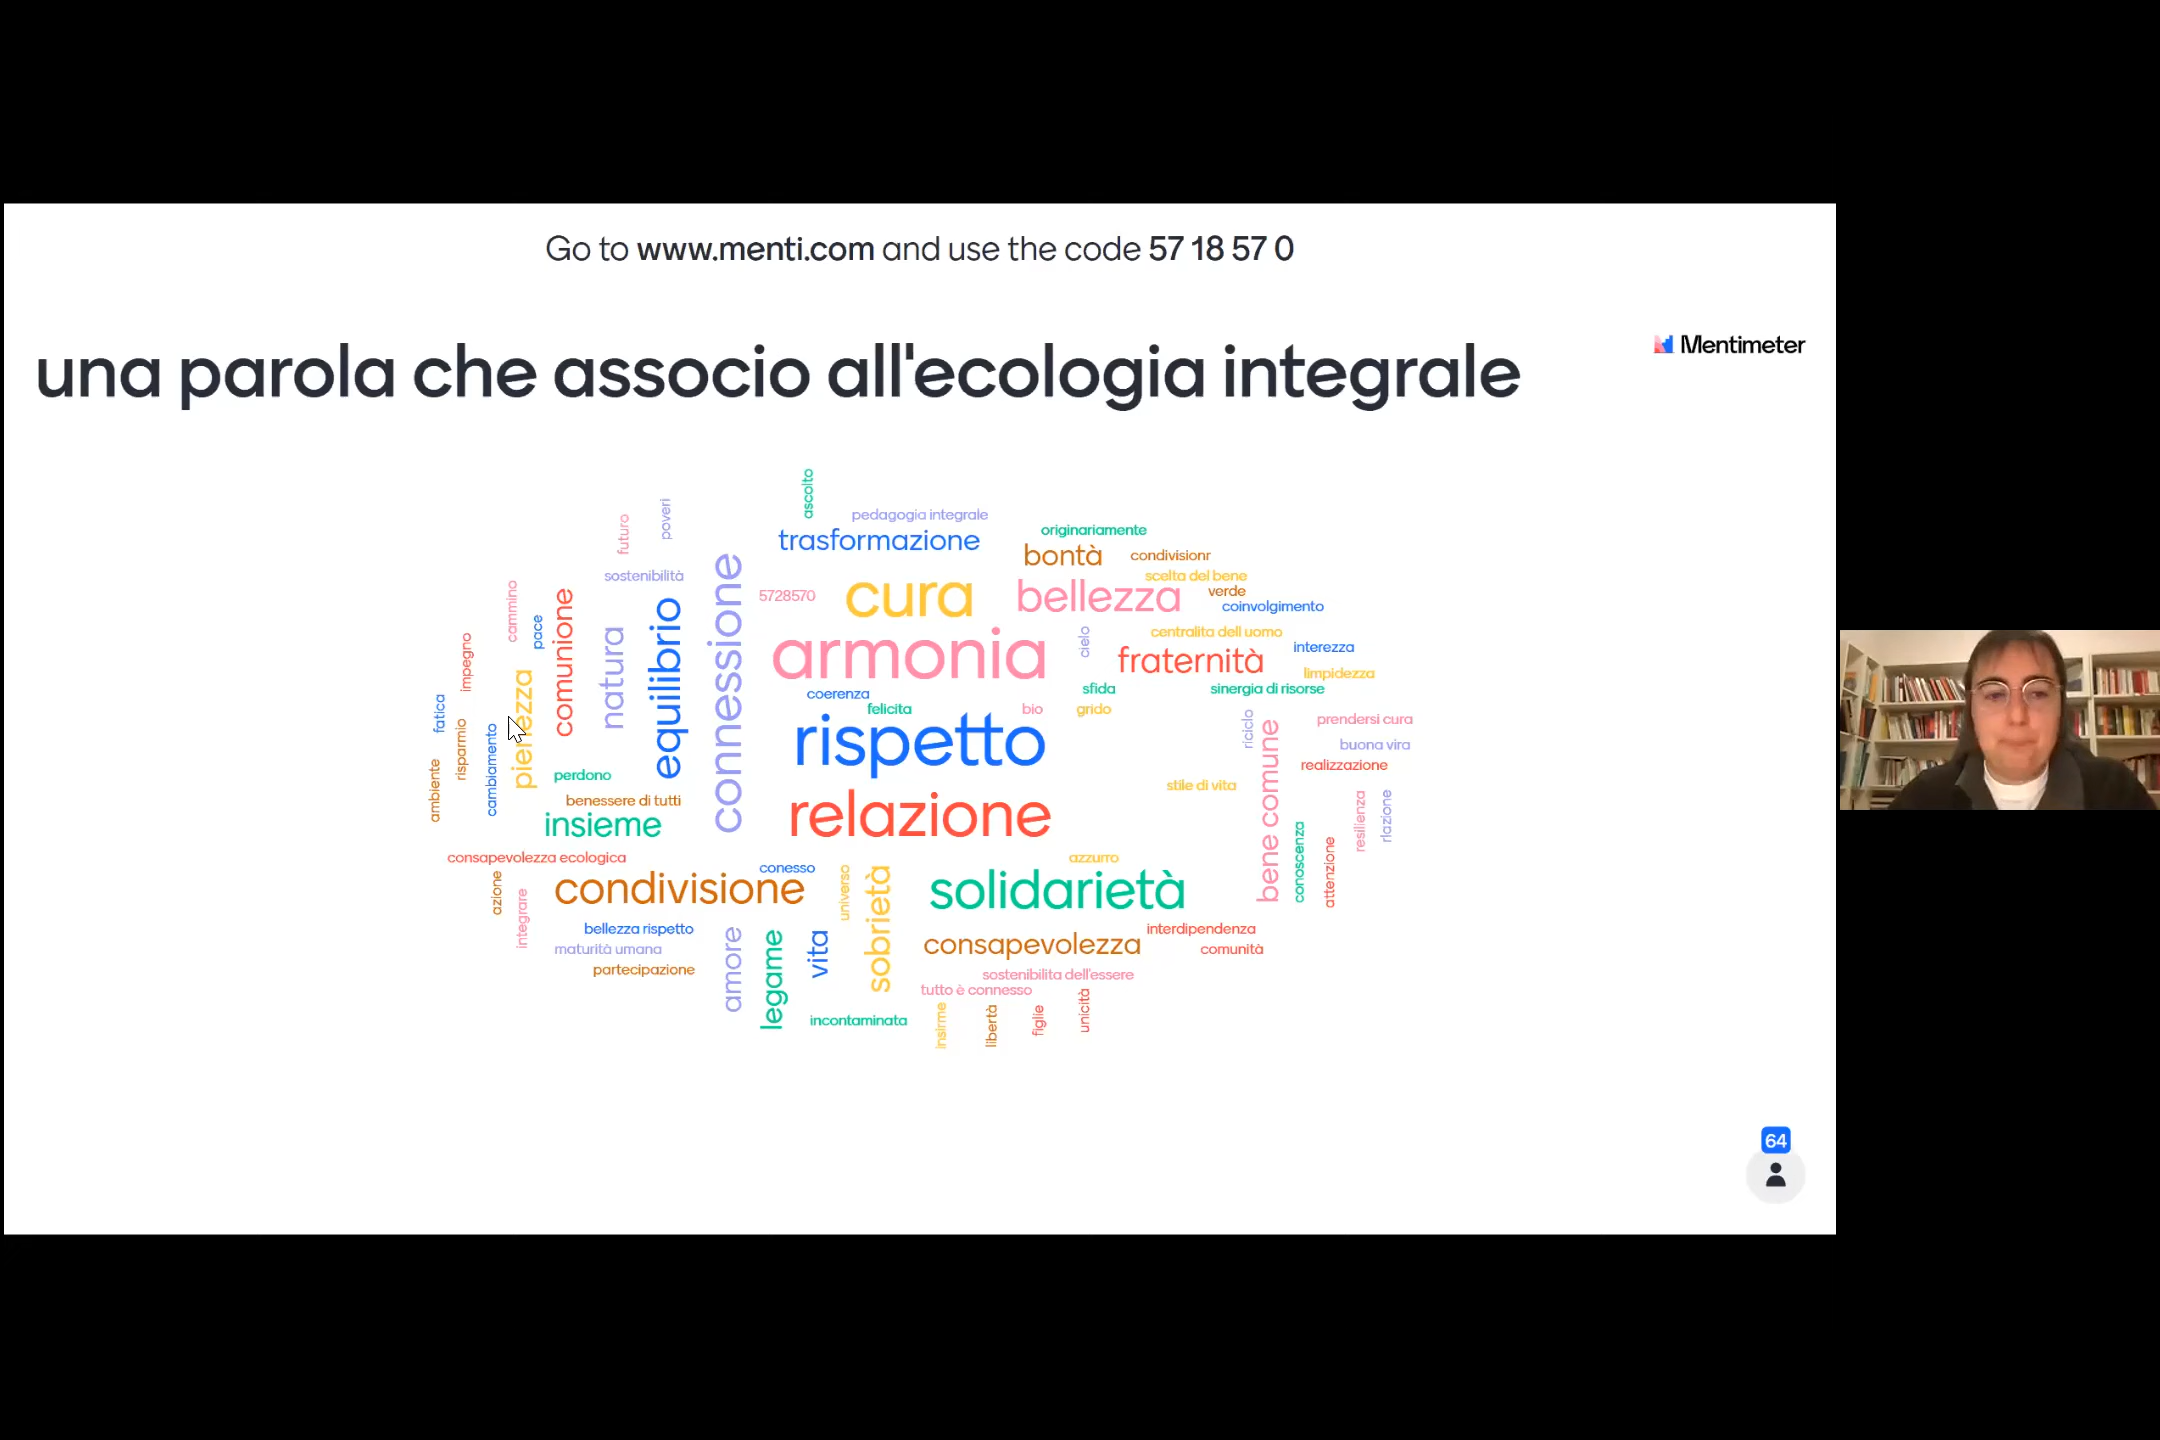 Go to www.menti.com and use the code 57 18 57 0
una parola che associo all'ecologia integrale
Mentimeter
ascolto
poveri
futuro
pedagogia integrale
trasformazione
originariamente
bontà
condivisionr
sostenibilità
scelta del bene
verde
cura
bellezza
5728570
coinvolgimento
cammino
pace
comunione
natura
equilibrio
connessione
armonia
cielo
centralita dell uomo
interezza
fraternità
limpidezza
impegno
coerenza
sfida
sinergia di risorse
felicita
bio
grido
fatica
risparmio
pienezza
rispetto
riciclo
prendersi cura
buona vira
realizzazione
ambiente
cambiamento
perdono
stile di vita
bene comune
benessere di tutti
insieme
relazione
resilienza
rlazione
conoscenza
attenzione
consapevolezza ecologica
conesso
azzurro
azione
integrare
condivisione
universo
sobrietà
solidarietà
bellezza rispetto
interdipendenza
maturità umana
amore
legame
vita
consapevolezza
comunità
partecipazione
sostenibilita dell'essere
tutto è connesso
incontaminata
insirme
libertà
figlie
unicità
64